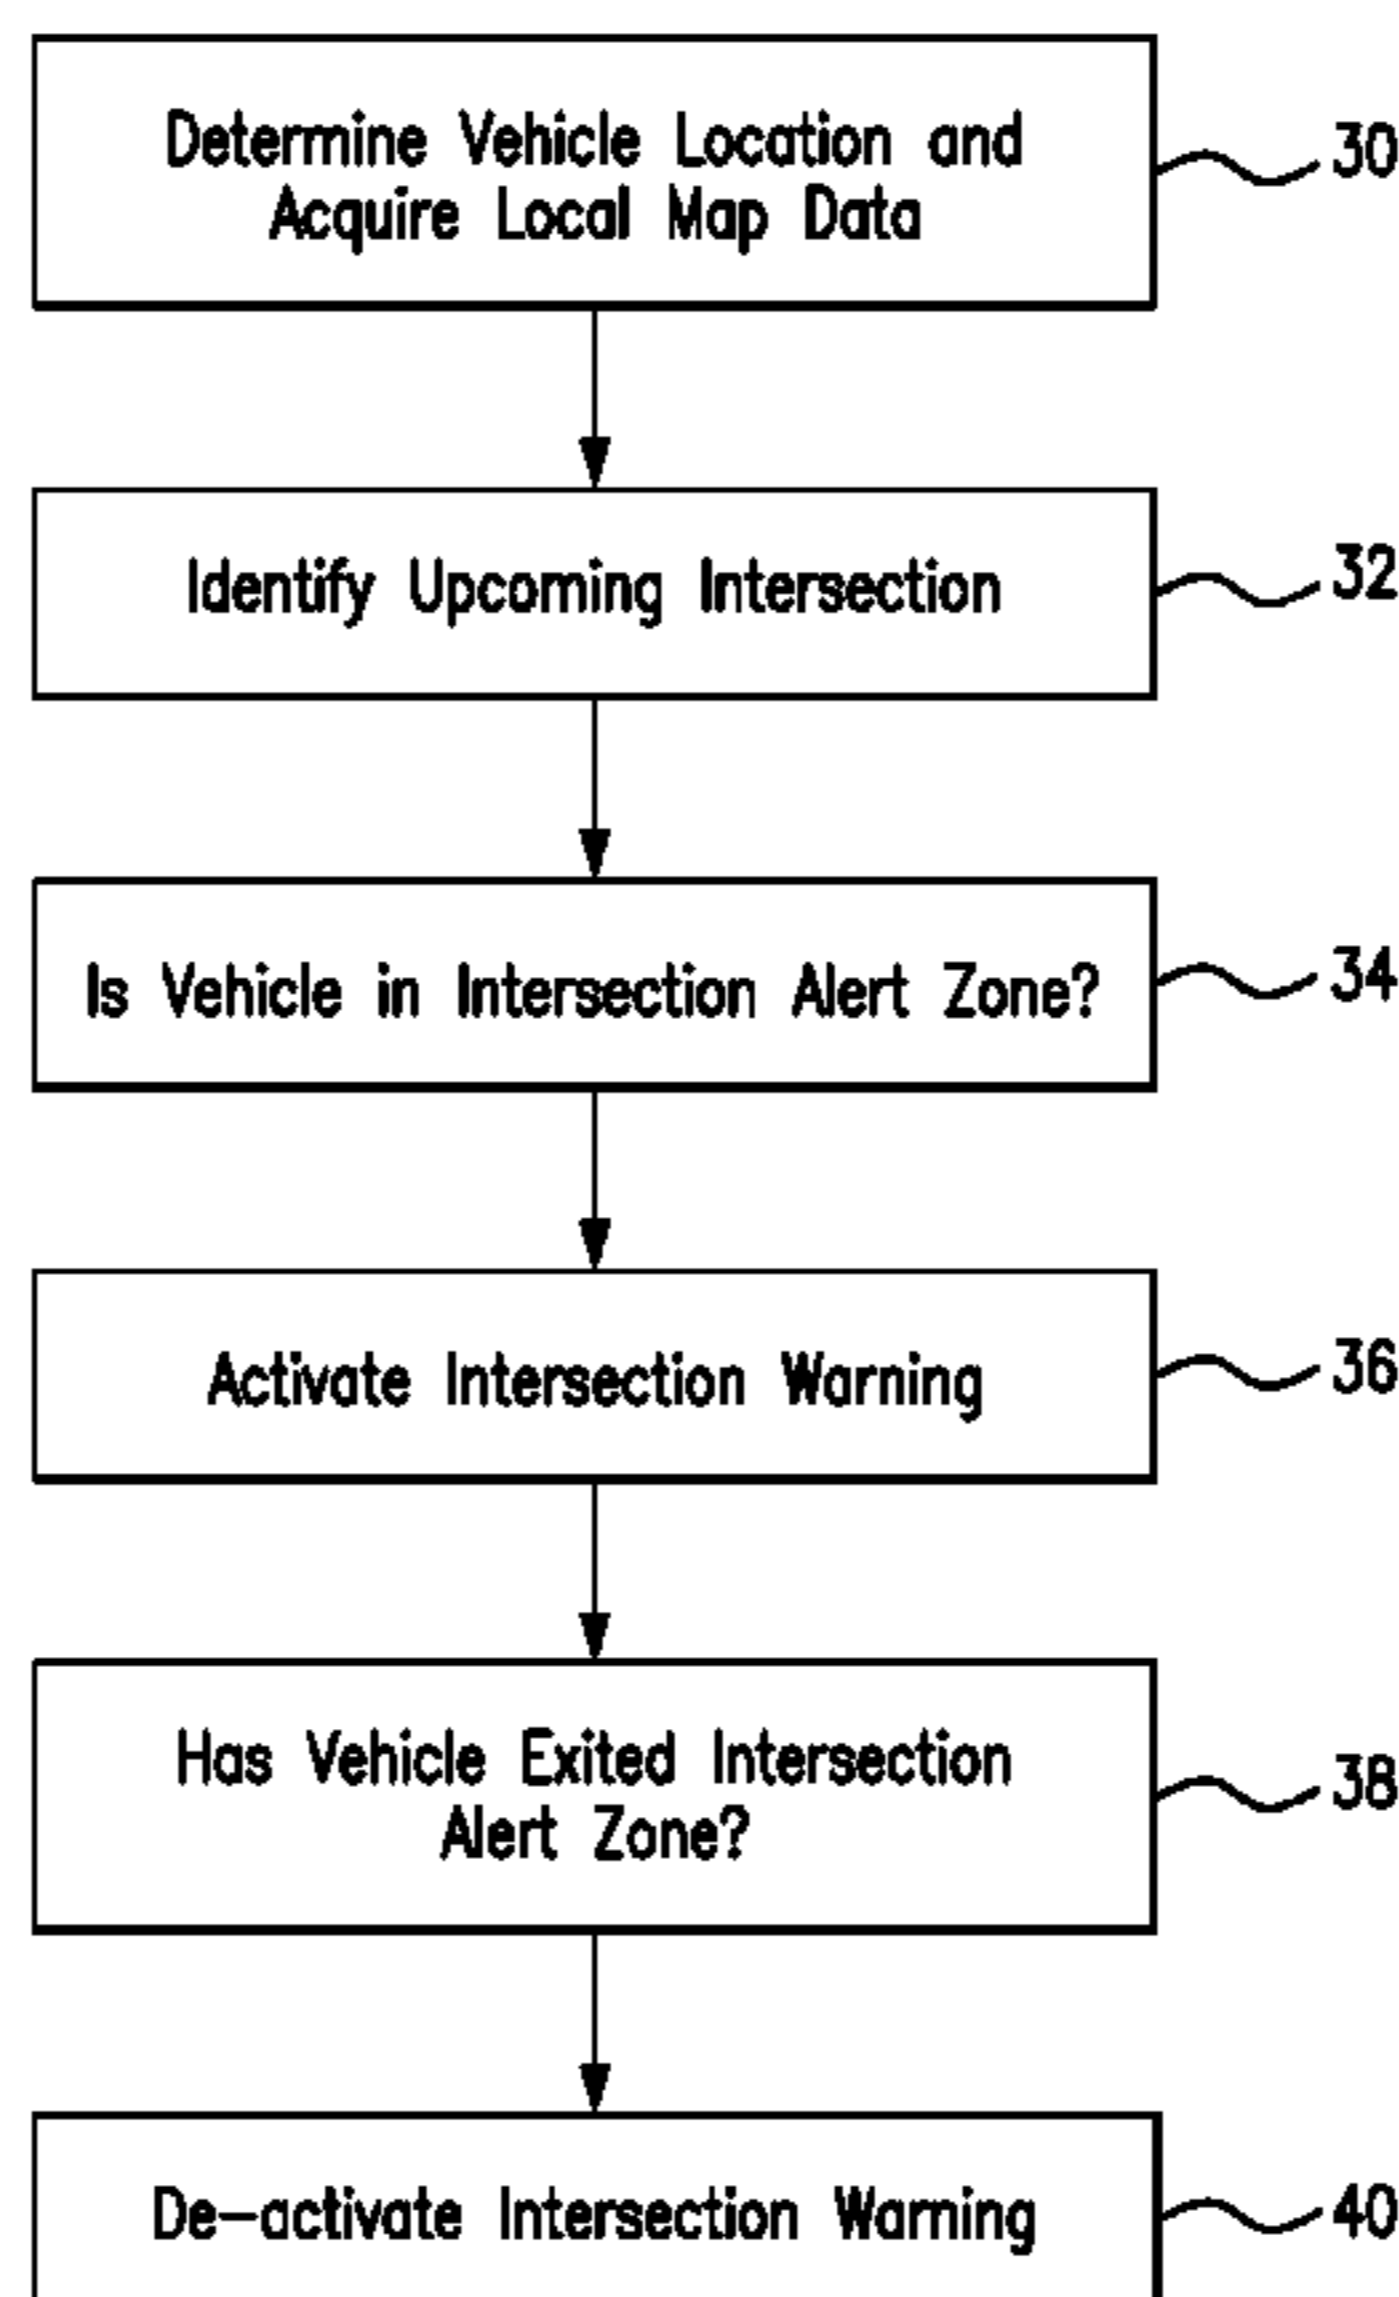 Determine Vehicle Location and
Acquire Local Map Data
30
Identify Upcoming Intersection
32
Is Vehicle in Intersection Alert Zone?
34
Activate Intersection Warning
36
Has Vehicle Exited Intersection
Alert Zone?
38
De-activate Intersection Warning
40